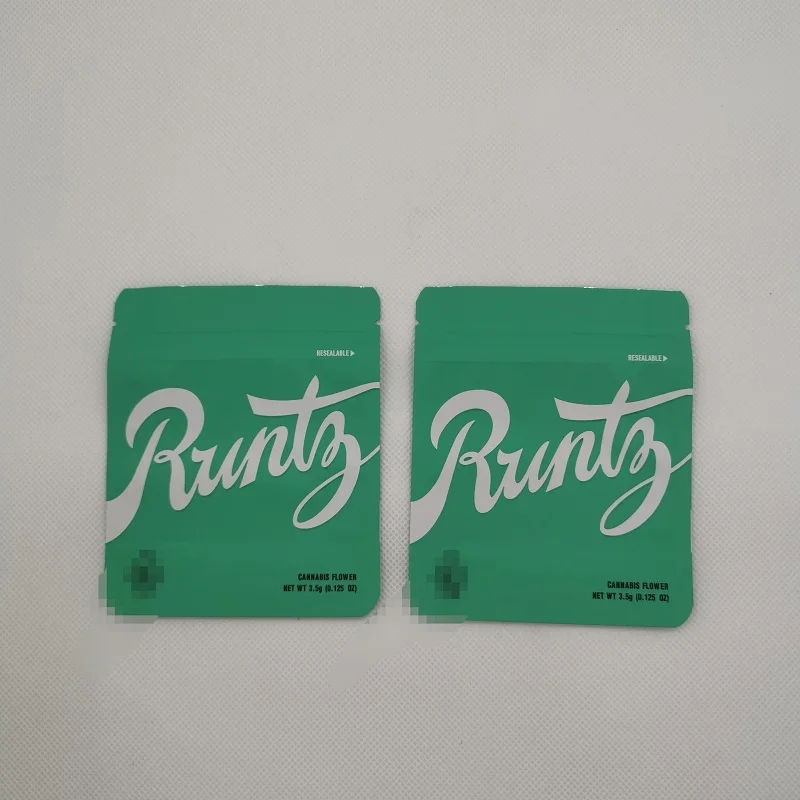 RESEALABLE
Runtz
CANNABIS FLOWER
NET WT 3.5g (0.125 OZ)
RESEALABLE
Runtz
CANNABIS FLOWER
NET WT 3.5g (0.125 OZ)